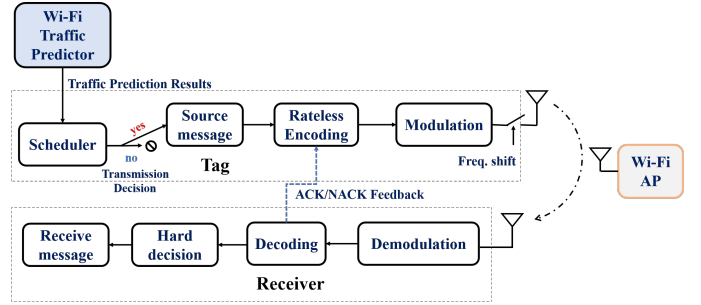 Wi-Fi
Traffic
Predictor
Traffic Prediction Results
Scheduler
yes
no
Transmission
Decision
Source
message
Rateless
Encoding
Modulation
Freq. shift
Tag
Wi-Fi
AP
ACK/NACK Feedback
Receive
message
Hard
decision
Decoding
Demodulation
Receiver